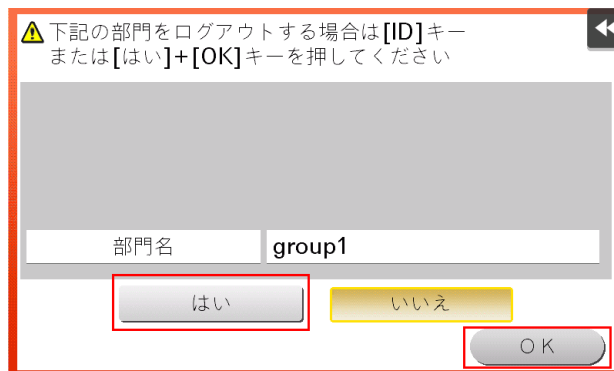 下記の部門をログアウトする場合は[ID]キー
または[はい]+[OK]キーを押してください
部門名 group1
はい いいえ
OK